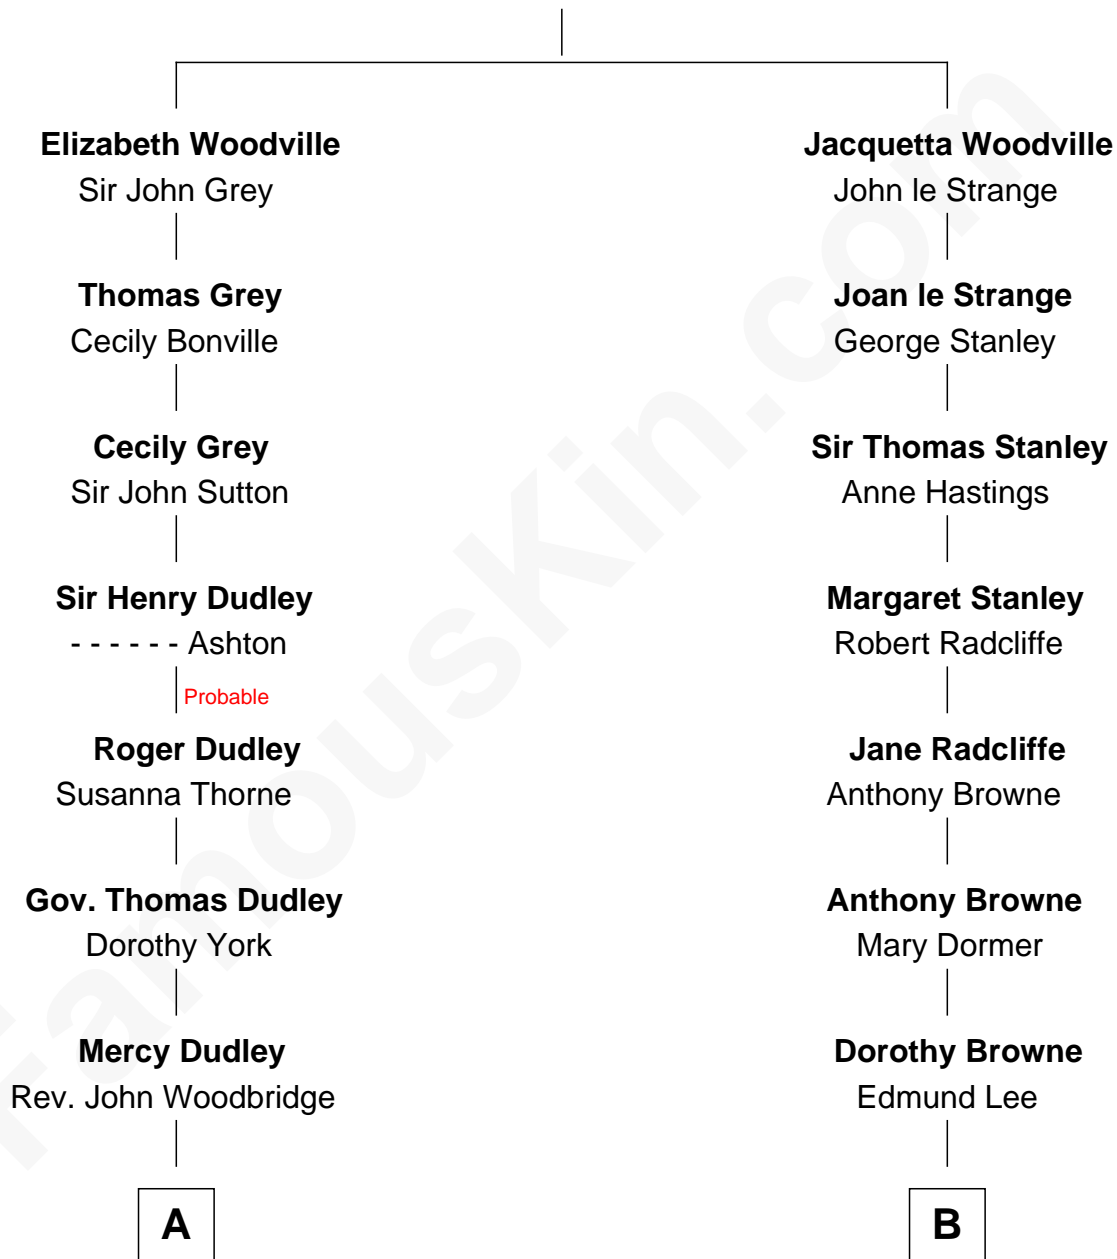 Elizabeth Woodville
Sir John Grey
Jacquetta Woodville
John le Strange
Thomas Grey
Cecily Bonville
Joan le Strange
George Stanley
Cecily Grey
Sir John Sutton
Sir Thomas Stanley
Anne Hastings
Sir Henry Dudley
- - - - - - Ashton
Margaret Stanley
Robert Radcliffe
Probable
Roger Dudley
Susanna Thorne
Jane Radcliffe
Anthony Browne
Gov. Thomas Dudley
Dorothy York
Anthony Browne
Mary Dormer
Mercy Dudley
Rev. John Woodbridge
Dorothy Browne
Edmund Lee
A
B
FamousKin.com